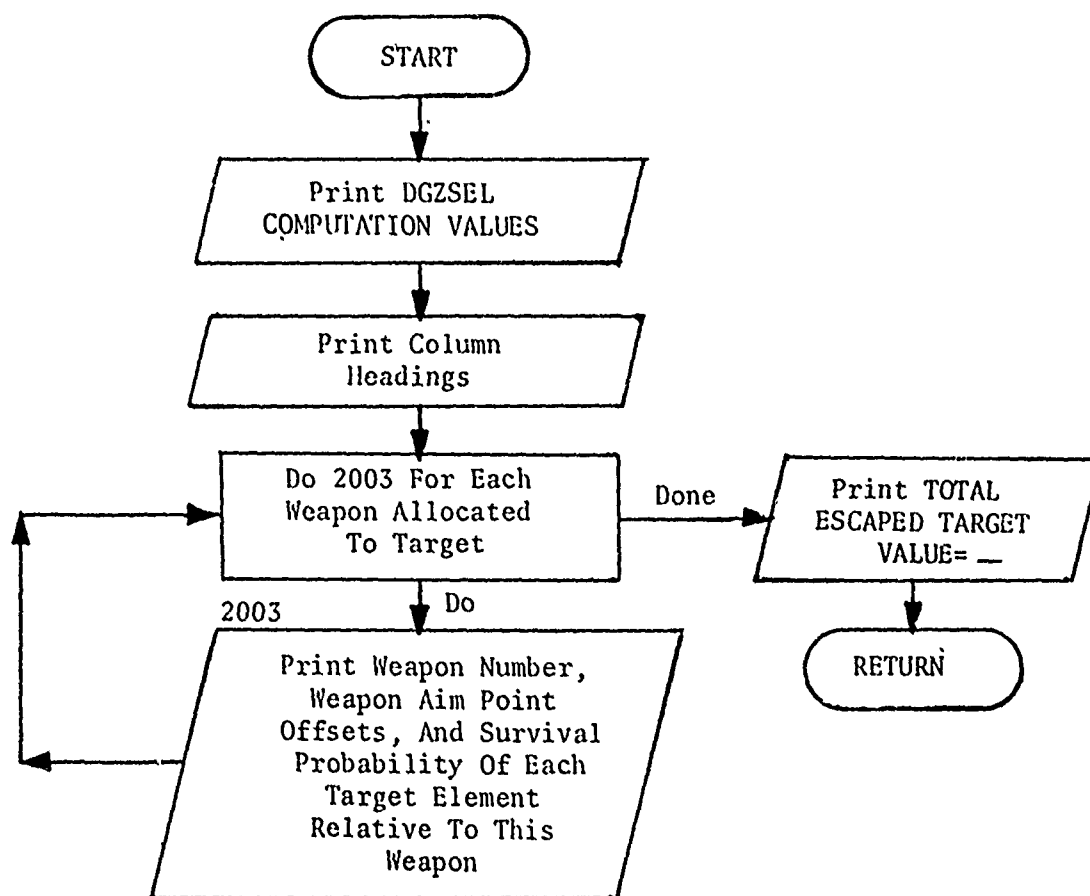 START
Print DGZSEL
COMPUTATION VALUES
Print Column
Headings
Do 2003 For Each
Weapon Allocated
To Target
Done
Print TOTAL
ESCAPED TARGET
VALUE= __
Do
2003
Print Weapon Number,
Weapon Aim Point
Offsets, And Survival
Probability Of Each
Target Element
Relative To This
Weapon
RETURN